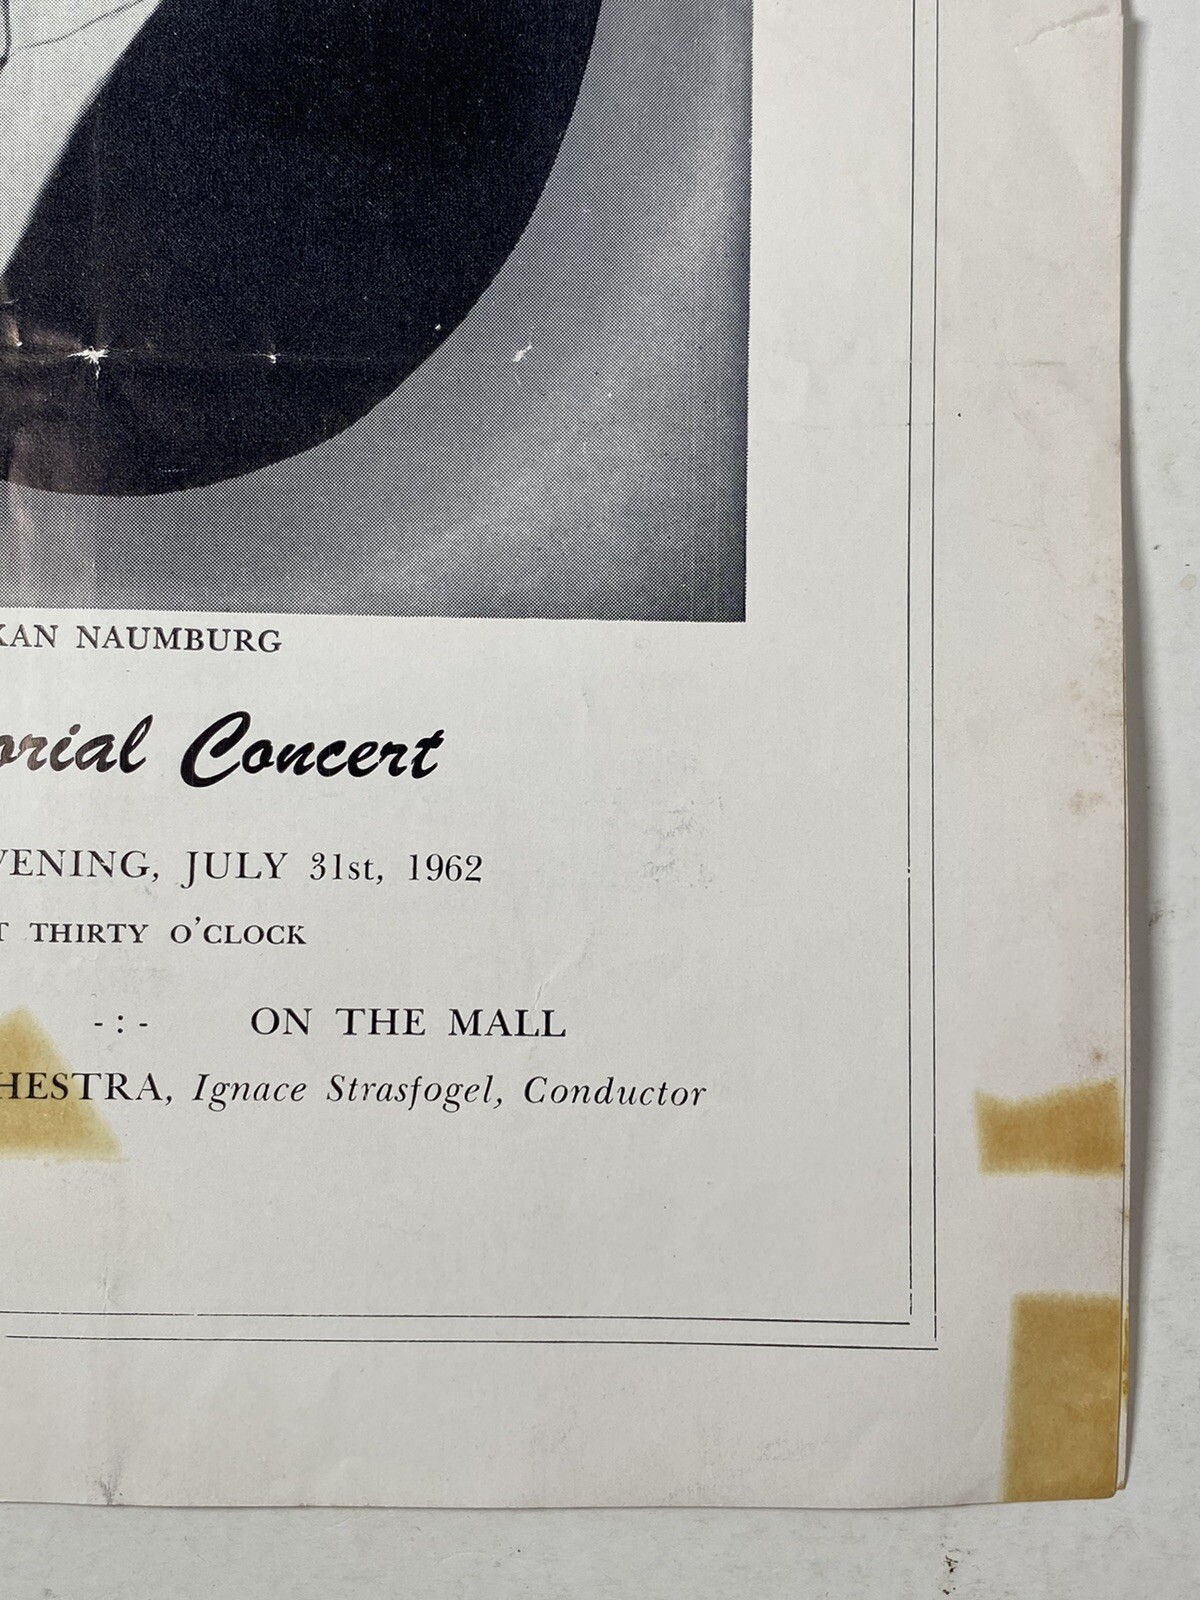 KAN NAUMBURG
orial Concert
VENING, JULY 31st, 1962
T THIRTY O'CLOCK
-:- ON THE MALL
HESTRA, Ignace Strasfogel, Conductor